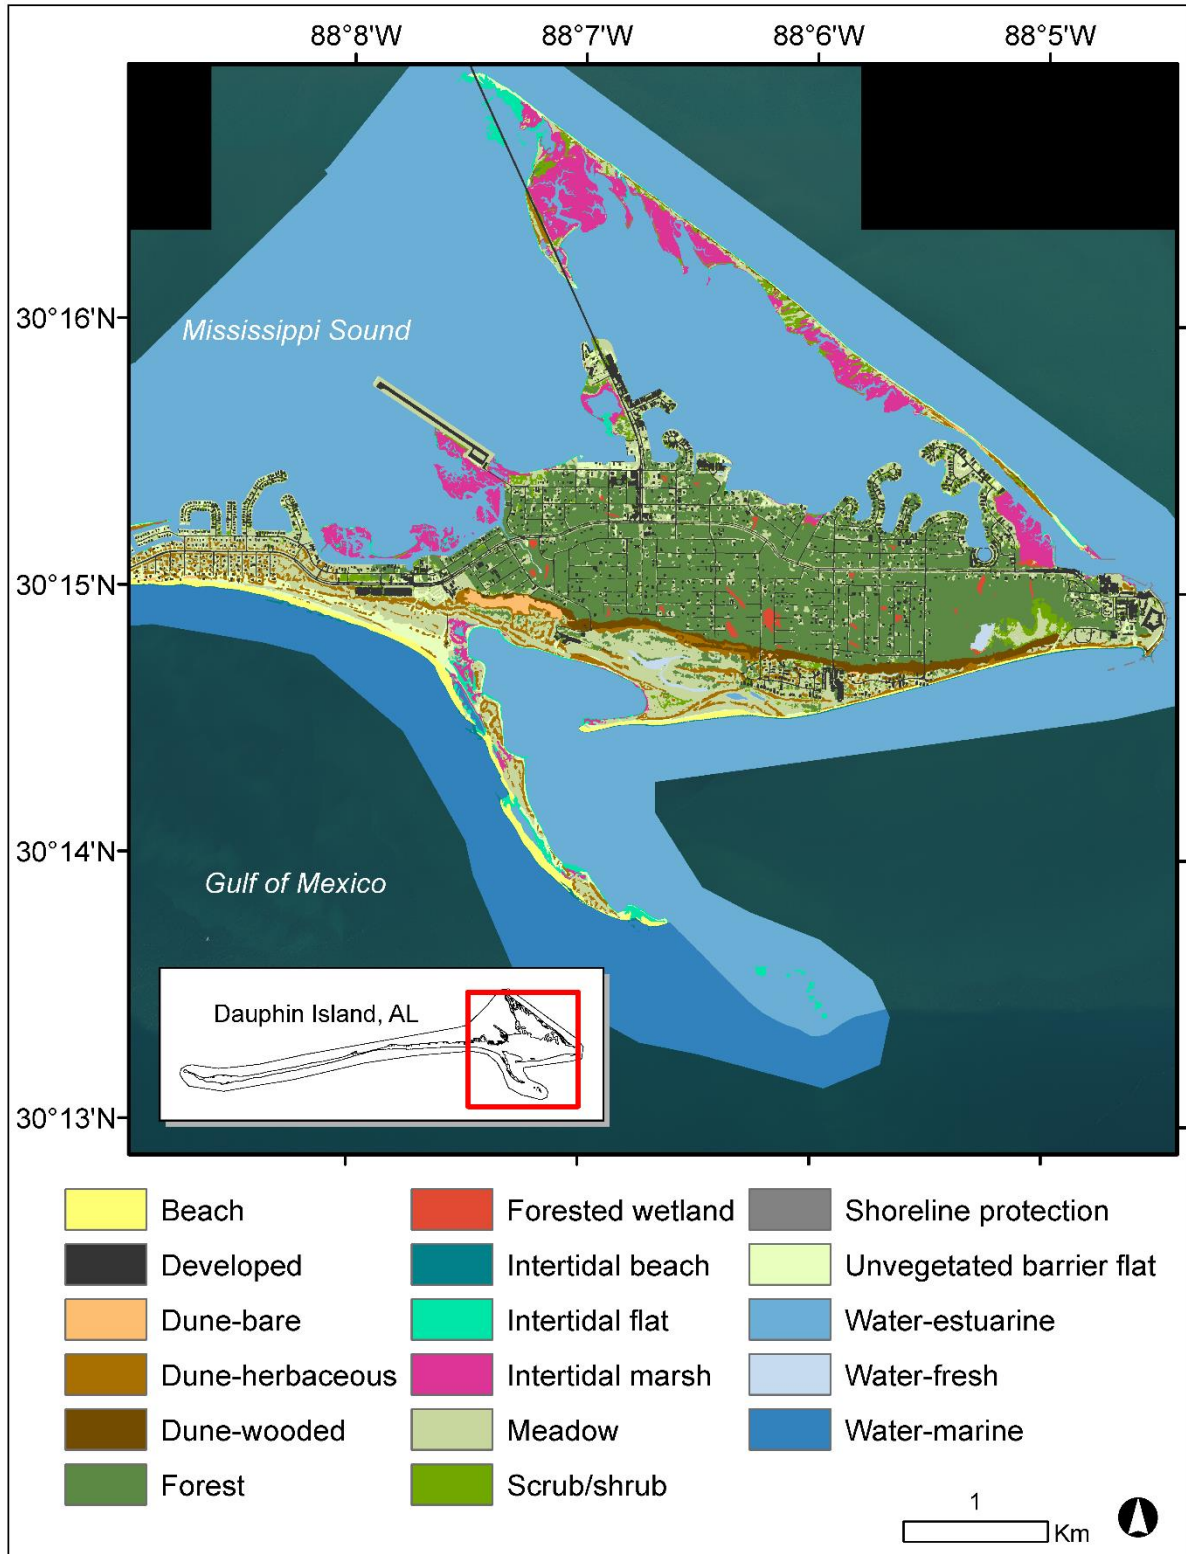 88°8'W 88°7'W 88°6'W 88°5'W
30°16'N
Mississippi Sound
30°15'N
30°14'N
Gulf of Mexico
Dauphin Island, AL
30°13'N
Beach
Developed
Dune-bare
Dune-herbaceous
Dune-wooded
Forest
Forested wetland
Intertidal beach
Intertidal flat
Intertidal marsh
Meadow
Scrub/shrub
Shoreline protection
Unvegetated barrier flat
Water-estuarine
Water-fresh
Water-marine
1
Km